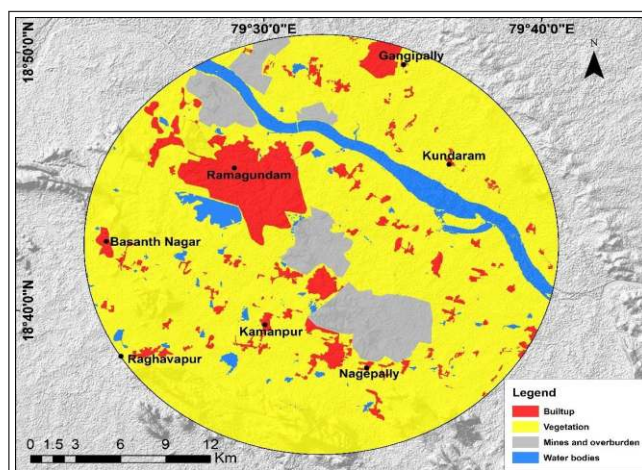 79°30'0"E
79°40'0"E
18°50'0"N
N
Gangipally
Kundaram
Ramagundam
Basanth Nagar
18°40'0"N
Kamanpur
Raghavapur
Nagepally
Legend
Builtup
Vegetation
Mines and overburden
Water bodies
0 1.5 3 6 9 12
Km